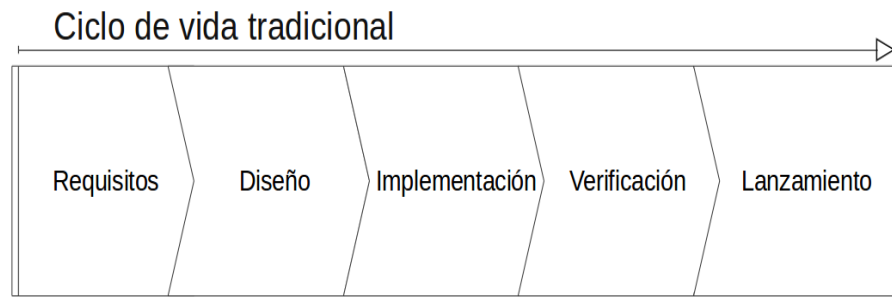 Ciclo de vida tradicional
Requisitos
Diseño
Implementación
Verificación
Lanzamiento